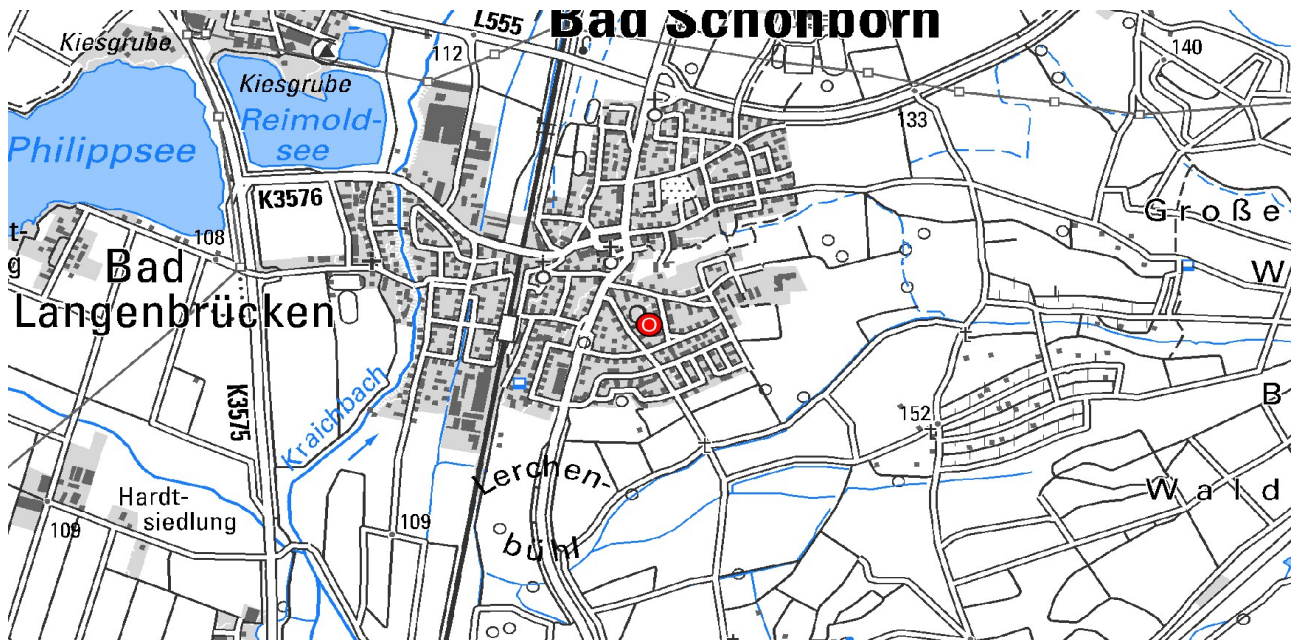 Bad Schönborn
L555
Kiesgrube
112
140
Kiesgrube
Reimold-
see
133
Philippsee
K3576
Große
t-
g
108
Bad
Langenbrücken
W
Kraichbach
K3575
B
152
Lerchen-
bühl
Wald
Hardt-
siedlung
109
109